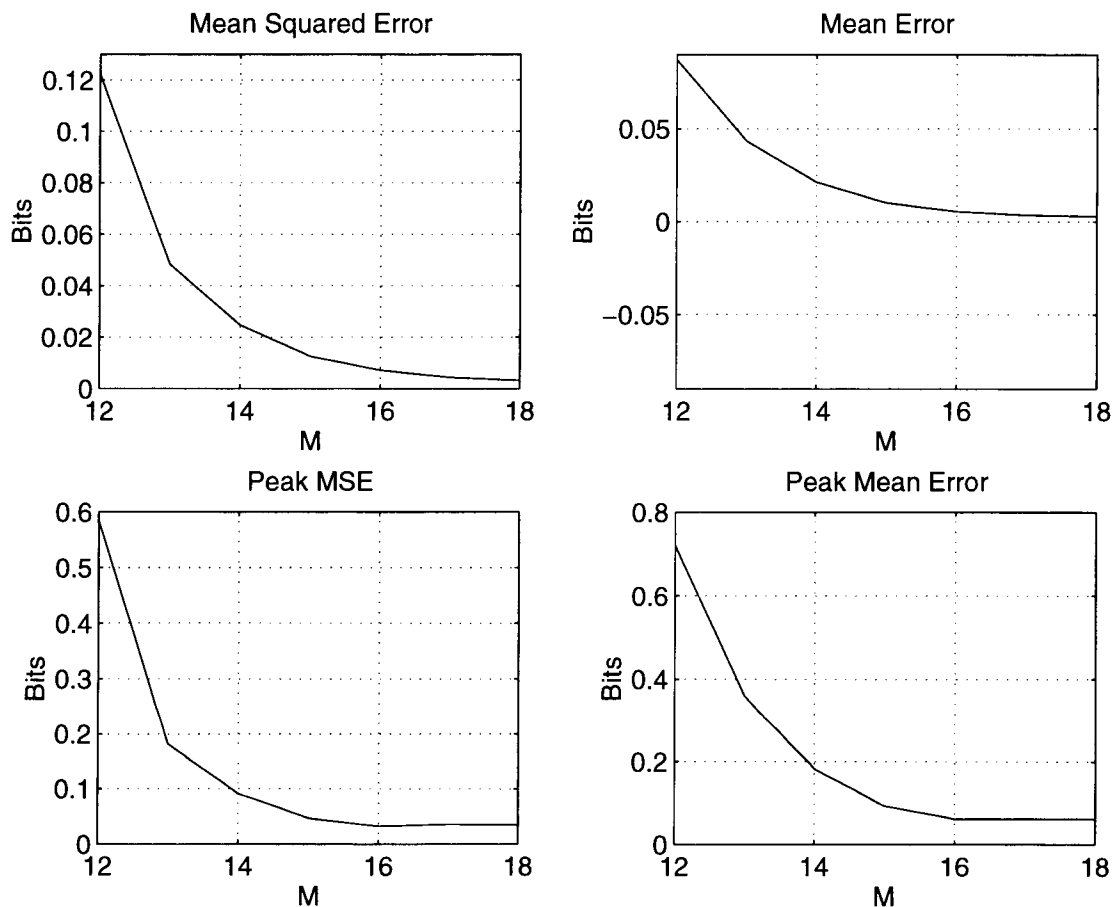 Mean Squared Error
0.12
0.1
0.08
0.06
0.04
0.02
0
Bits
12 14 16 18
M
Mean Error
0.05
0
−0.05
Bits
12 14 16 18
M
Peak MSE
0.6
0.5
0.4
0.3
0.2
0.1
0
Bits
12 14 16 18
M
Peak Mean Error
0.8
0.6
0.4
0.2
0
Bits
12 14 16 18
M